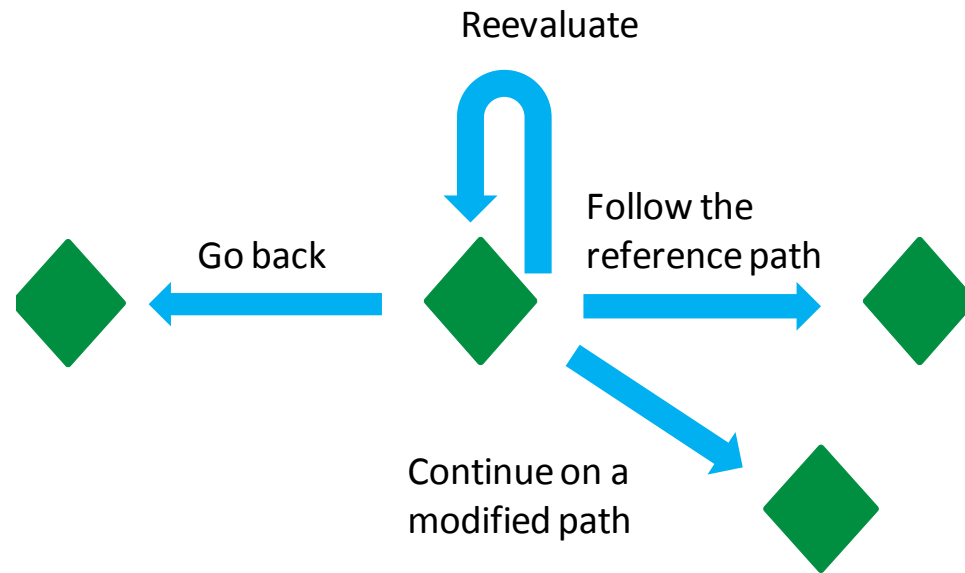 Reevaluate
Go back
Follow the
reference path
Continue on a
modified path